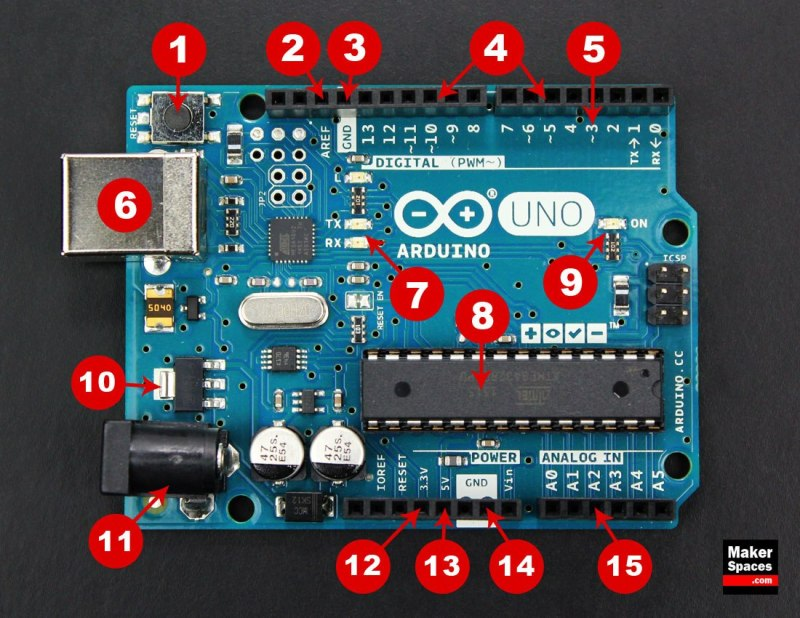 1
2
3
4
5
RESET
AREF
GND
13
12
~11
~10
~9
8
7
~6
~5
4
~3
2
TX→1
RX←0
DIGITAL (PWM~)
6
JP2
TX
RX
7
®
UNO
ARDUINO
ON
9
ICSP
5040
RESET EN
8
™
10
ARDUINO.CC
47
25s.
E54
47
25s.
E54
11
IOREF
RESET
3.3V
5V
POWER
GND
Vin
ANALOG IN
A0
A1
A2
A3
A4
A5
12
13
14
15
Maker
Spaces
.com